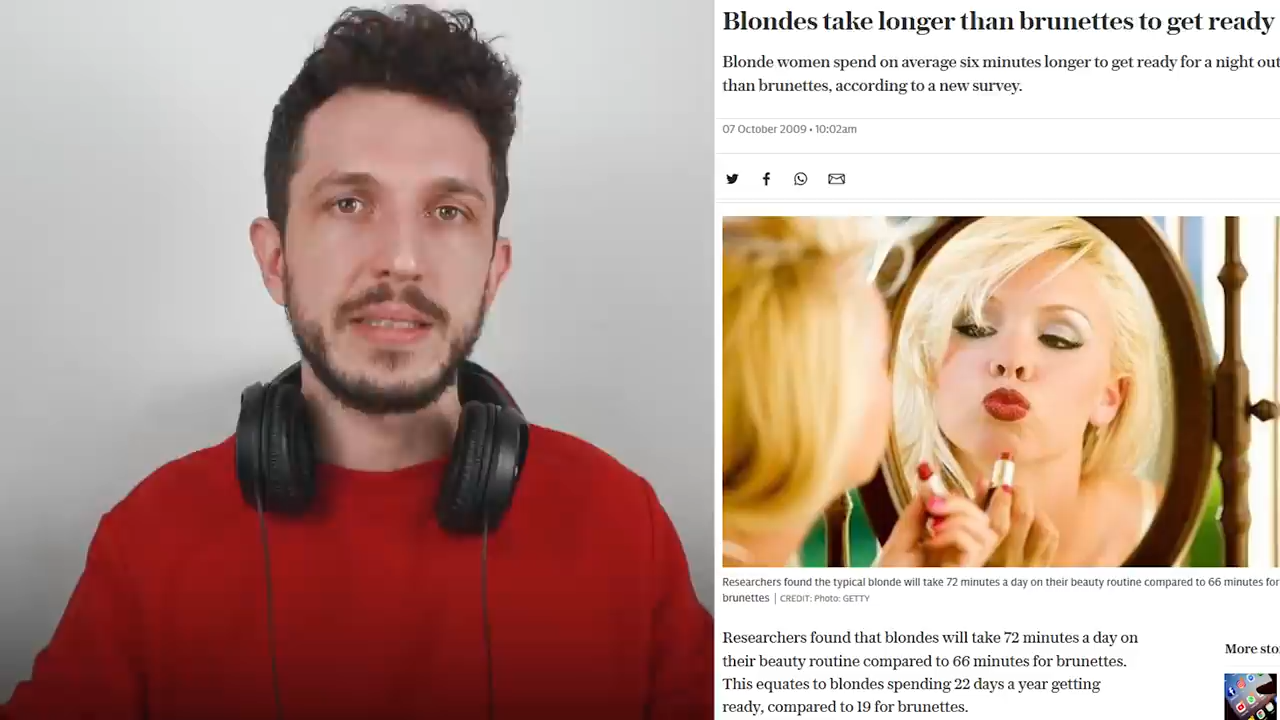 Blondes take longer than brunettes to get ready
Blonde women spend on average six minutes longer to get ready for a night out
than brunettes, according to a new survey.
07 October 2009 • 10:02am
Researchers found the typical blonde will take 72 minutes a day on their beauty routine compared to 66 minutes for
brunettes | CREDIT: Photo: GETTY
Researchers found that blondes will take 72 minutes a day on
their beauty routine compared to 66 minutes for brunettes.
This equates to blondes spending 22 days a year getting
ready, compared to 19 for brunettes.
More sto